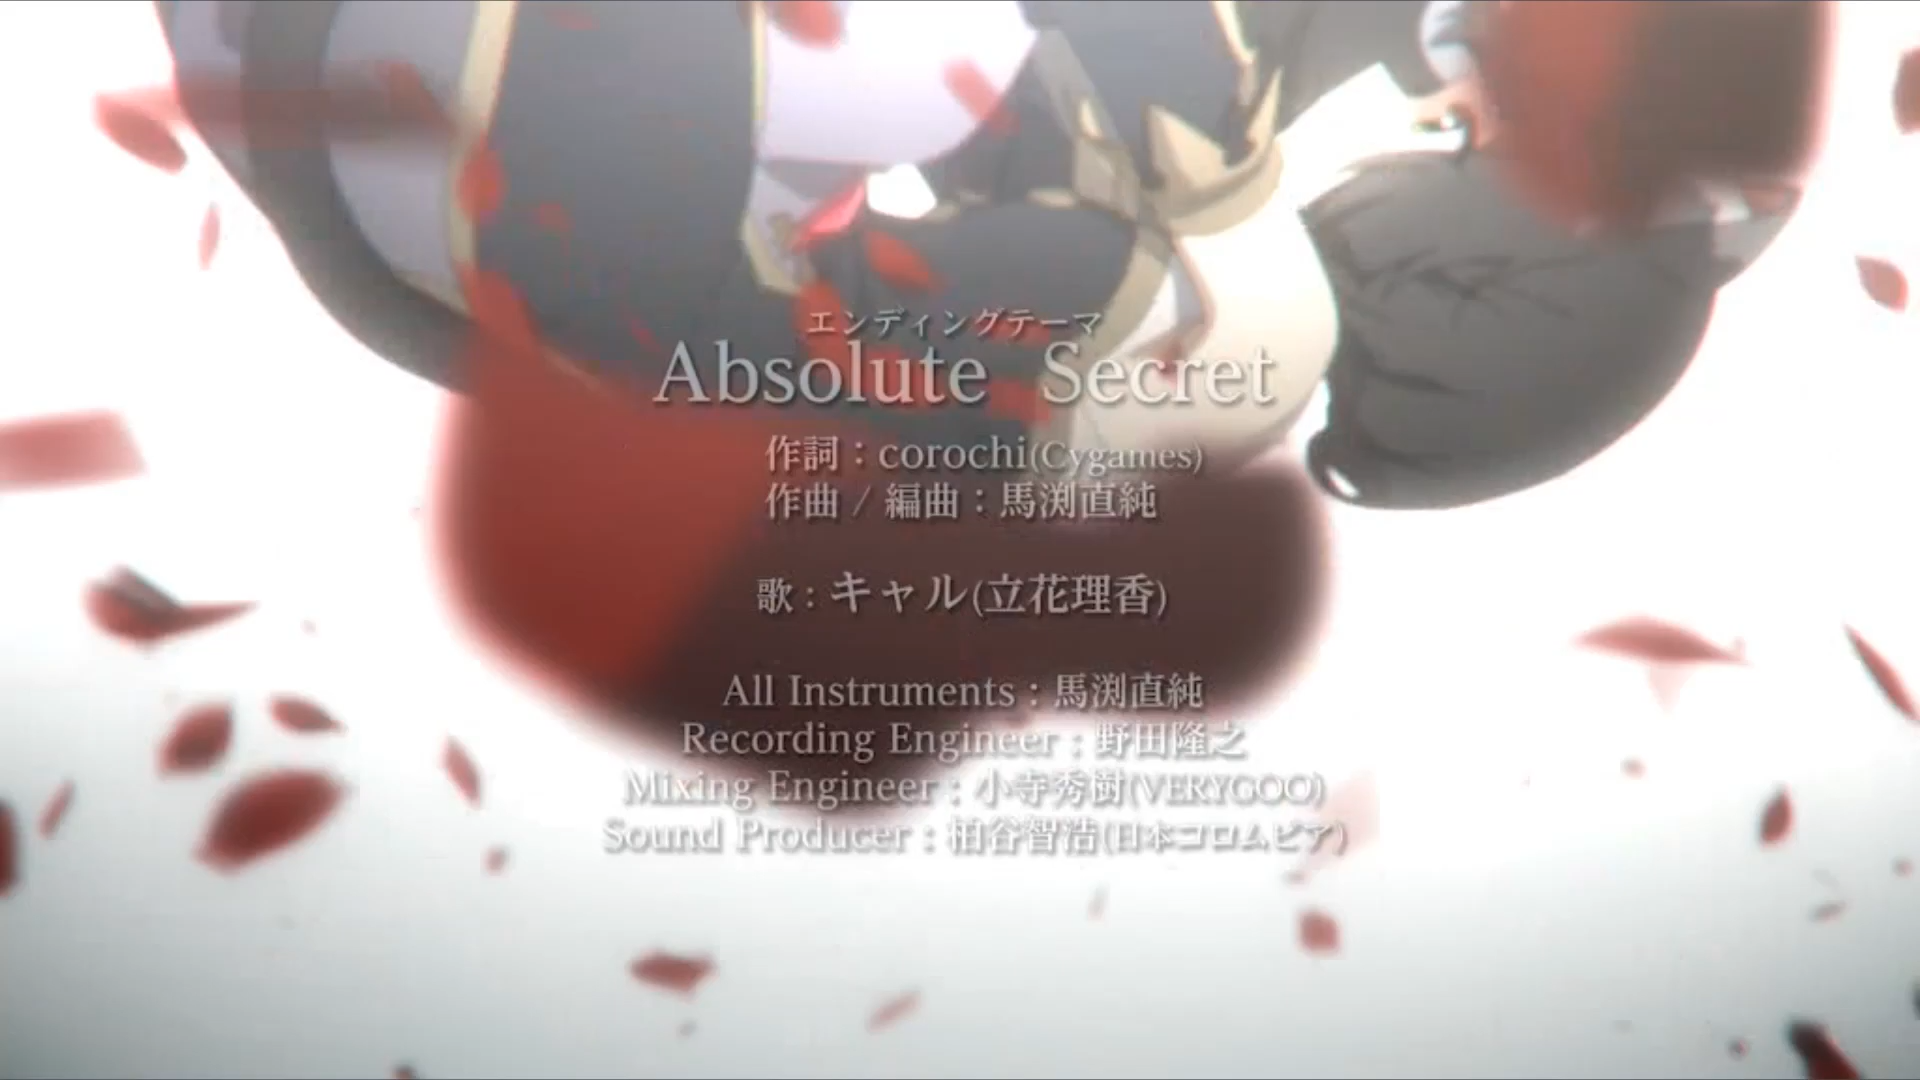 エンディングテーマ
Absolute Secret
作詞：corochi(Cygames)
作曲 / 編曲：馬渕直純
歌：キャル(立花理香)
All Instruments：馬渕直純
Recording Engineer：野田隆之
Mixing Engineer：小寺秀樹(VERYGOO)
Sound Producer：柏谷智浩(日本コロムビア)